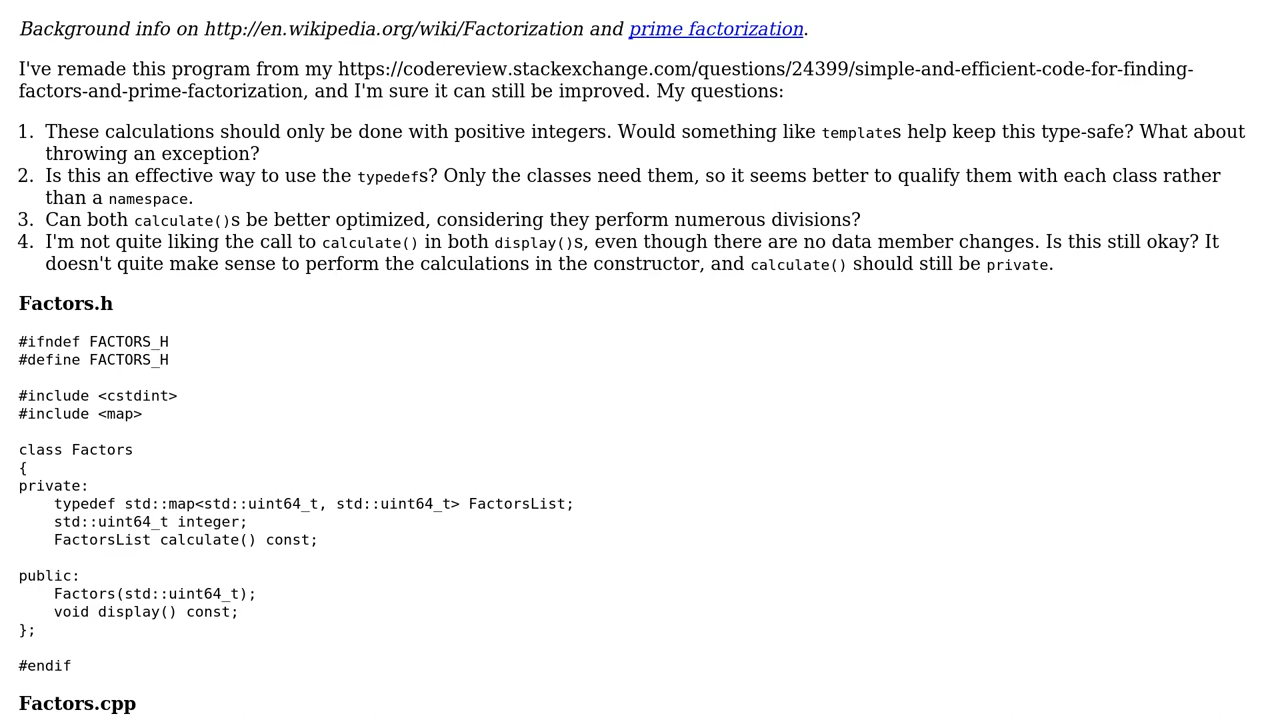 Background info on http://en.wikipedia.org/wiki/Factorization and prime factorization.
I've remade this program from my https://codereview.stackexchange.com/questions/24399/simple-and-efficient-code-for-finding-
factors-and-prime-factorization, and I'm sure it can still be improved. My questions:
1. These calculations should only be done with positive integers. Would something like templates help keep this type-safe? What about
throwing an exception?
2. Is this an effective way to use the typedefs? Only the classes need them, so it seems better to qualify them with each class rather
than a namespace.
3. Can both calculate()s be better optimized, considering they perform numerous divisions?
4. I'm not quite liking the call to calculate() in both display()s, even though there are no data member changes. Is this still okay? It
doesn't quite make sense to perform the calculations in the constructor, and calculate() should still be private.
Factors.h
#ifndef FACTORS_H
#define FACTORS_H
#include <cstdint>
#include <map>
class Factors
{
private:
    typedef std::map<std::uint64_t, std::uint64_t> FactorsList;
    std::uint64_t integer;
    FactorsList calculate() const;
public:
    Factors(std::uint64_t);
    void display() const;
};
#endif
Factors.cpp